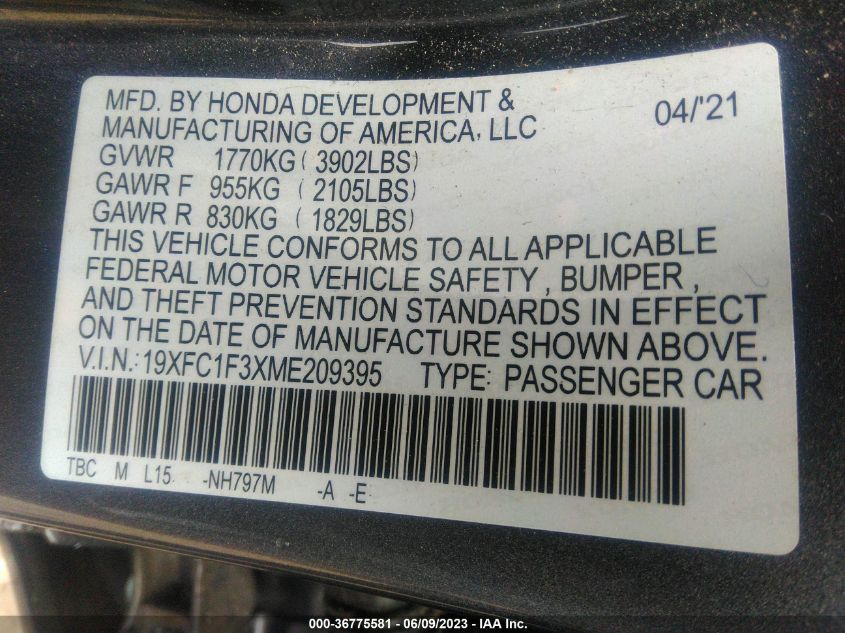 MFD. BY HONDA DEVELOPMENT & 04/'21
MANUFACTURING OF AMERICA, LLC
GVWR 1770KG ( 3902LBS)
GAWR F 955KG ( 2105LBS)
GAWR R 830KG ( 1829LBS)
THIS VEHICLE CONFORMS TO ALL APPLICABLE
FEDERAL MOTOR VEHICLE SAFETY , BUMPER ,
AND THEFT PREVENTION STANDARDS IN EFFECT
ON THE DATE OF MANUFACTURE SHOWN ABOVE.
V.I.N.:19XFC1F3XME209395 TYPE: PASSENGER CAR
TBC M L15 -NH797M -A -E
000-36775581 - 06/09/2023 - IAA Inc.